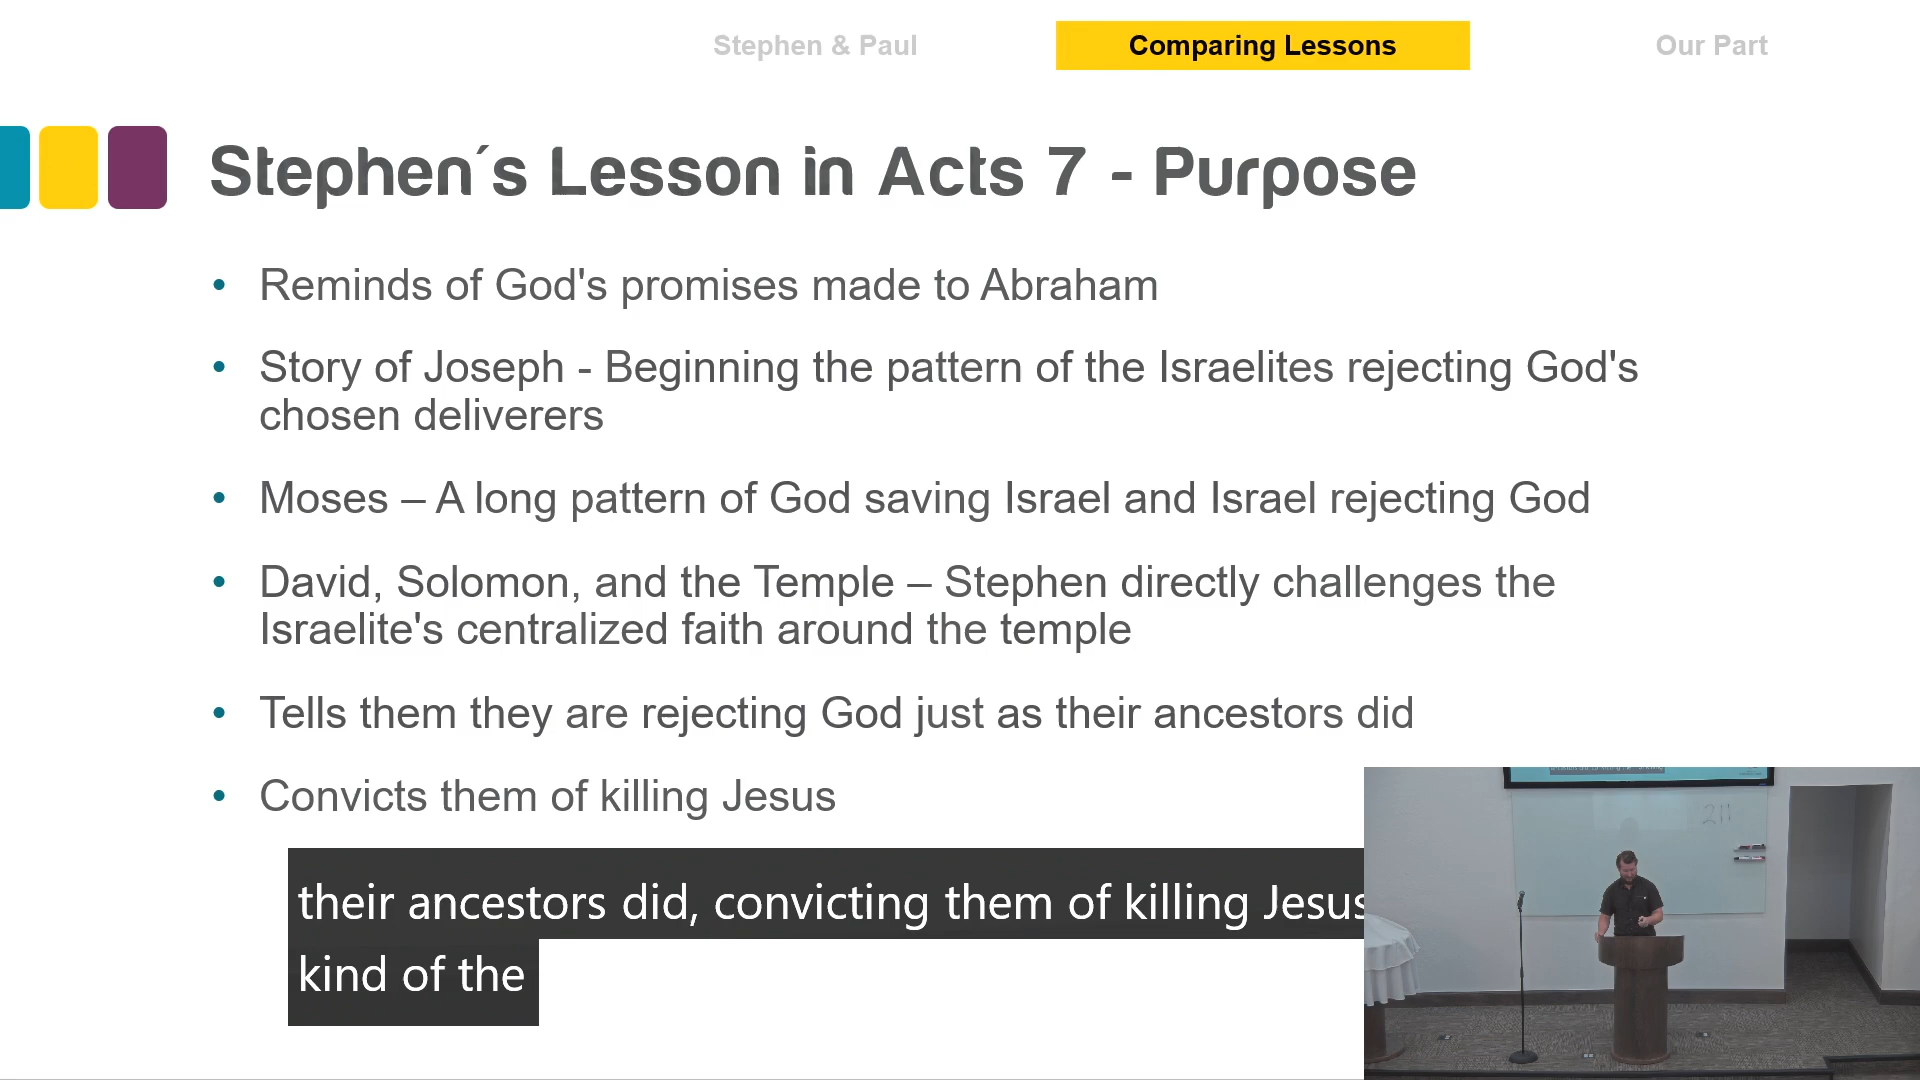 Stephen & Paul
Comparing Lessons
Our Part
Stephen´s Lesson in Acts 7 - Purpose
• Reminds of God's promises made to Abraham
• Story of Joseph - Beginning the pattern of the Israelites rejecting God's
chosen deliverers
• Moses – A long pattern of God saving Israel and Israel rejecting God
• David, Solomon, and the Temple – Stephen directly challenges the
Israelite's centralized faith around the temple
• Tells them they are rejecting God just as their ancestors did
• Convicts them of killing Jesus
their ancestors did, convicting them of killing Jesus
kind of the
211